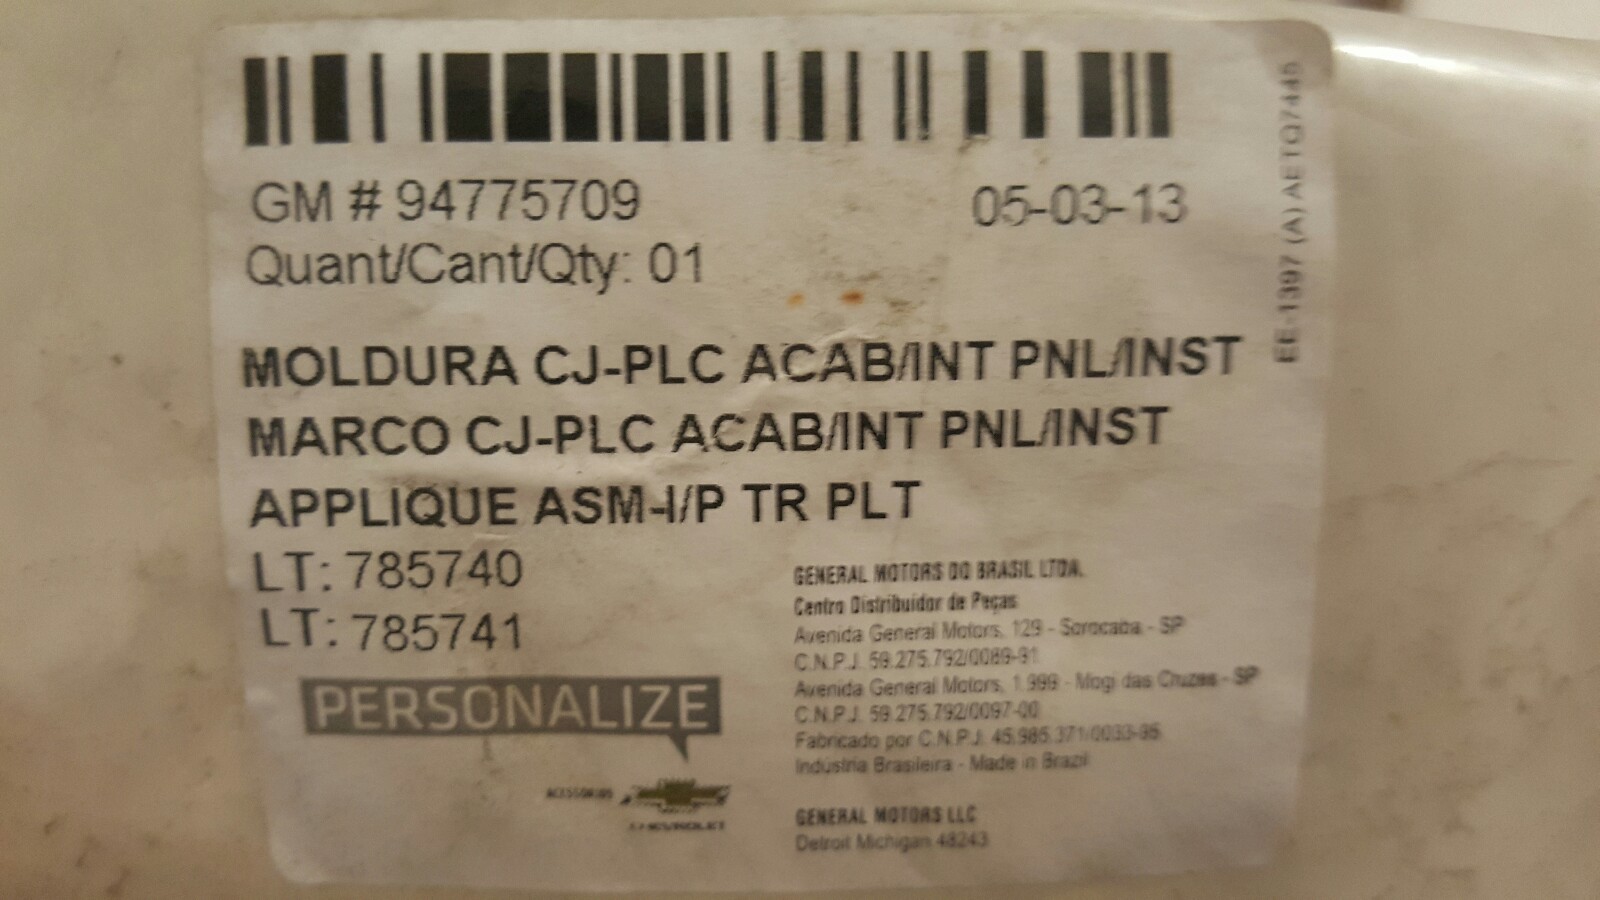 GM # 94775709 05-03-13
Quant/Cant/Qty: 01
EE-1397 (A) AETQ7445
MOLDURA CJ-PLC ACAB/INT PNL/INST
MARCO CJ-PLC ACAB/INT PNL/INST
APPLIQUE ASM-I/P TR PLT
LT: 785740
LT: 785741
PERSONALIZE
ACESSÓRIOS
CHEVROLET
GENERAL MOTORS DO BRASIL LTDA.
Centro Distribuidor de Peças
Avenida General Motors, 129 - Sorocaba - SP
C.N.P.J. 59.275.792/0089-91
Avenida General Motors, 1.999 - Mogi das Cruzes - SP
C.N.P.J. 59.275.792/0097-00
Fabricado por C.N.P.J. 45.985.371/0033-95
Indústria Brasileira - Made in Brazil
GENERAL MOTORS LLC
Detroit Michigan 48243